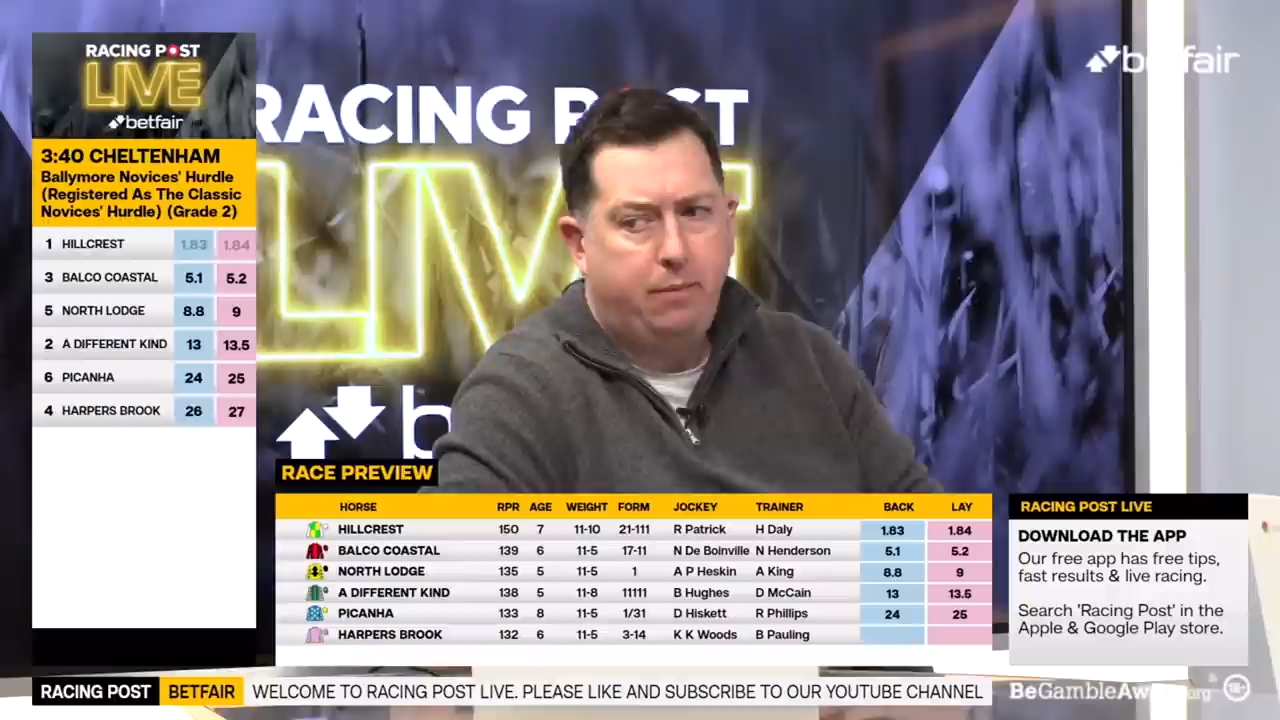 RACING POST
LIVE
betfair
3:40 CHELTENHAM
Ballymore Novices' Hurdle
(Registered As The Classic
Novices' Hurdle) (Grade 2)
1 HILLCREST 1.83 1.84
3 BALCO COASTAL 5.1 5.2
5 NORTH LODGE 8.8 9
2 A DIFFERENT KIND 13 13.5
6 PICANHA 24 25
4 HARPERS BROOK 26 27
betfair
RACING POST
LIVE
b
RACE PREVIEW
HORSE RPR AGE WEIGHT FORM JOCKEY TRAINER BACK LAY
HILLCREST 150 7 11-10 21-111 R Patrick H Daly 1.83 1.84
BALCO COASTAL 139 6 11-5 17-11 N De Boinville N Henderson 5.1 5.2
NORTH LODGE 135 5 11-5 1 A P Heskin A King 8.8 9
A DIFFERENT KIND 138 5 11-8 11111 B Hughes D McCain 13 13.5
PICANHA 133 8 11-5 1/31 D Hiskett R Phillips 24 25
HARPERS BROOK 132 6 11-5 3-14 K K Woods B Pauling
RACING POST LIVE
DOWNLOAD THE APP
Our free app has free tips,
fast results & live racing.
Search 'Racing Post' in the
Apple & Google Play store.
RACING POST BETFAIR WELCOME TO RACING POST LIVE. PLEASE LIKE AND SUBSCRIBE TO OUR YOUTUBE CHANNEL
BeGambleAware.org 18+